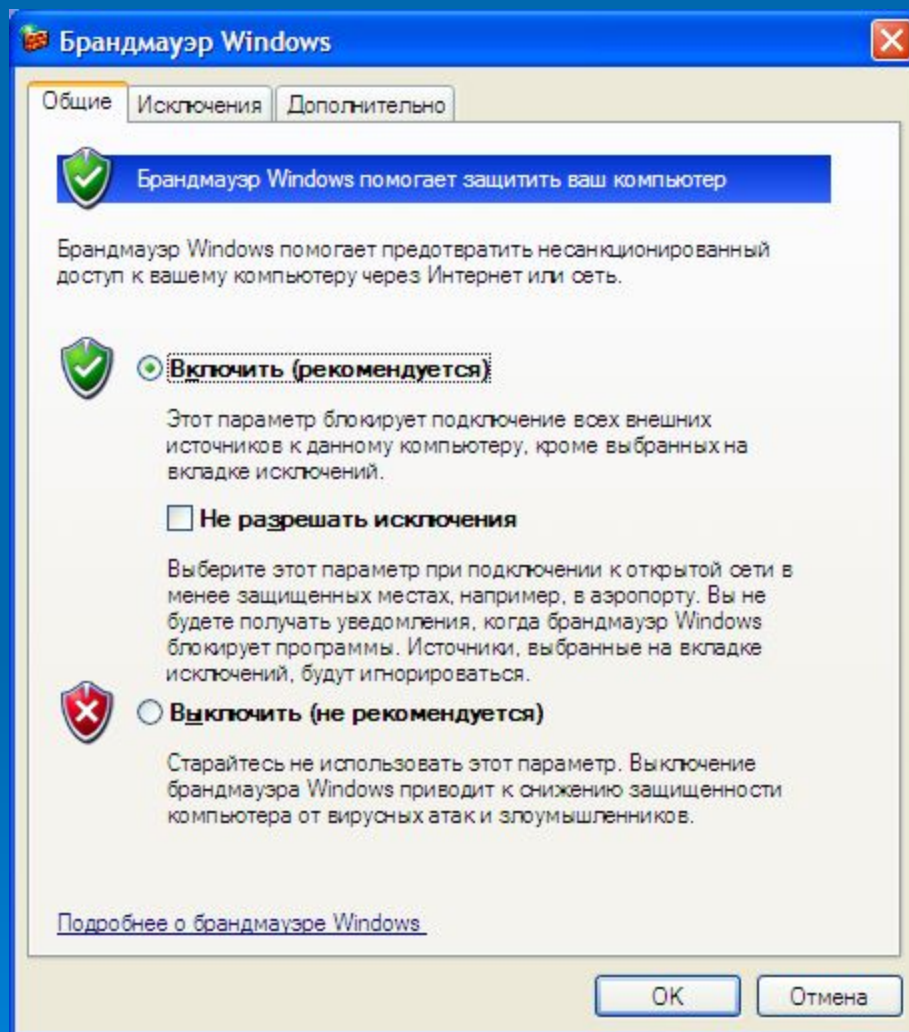 Брандмауэр Windows
Общие Исключения Дополнительно
Брандмауэр Windows помогает защитить ваш компьютер
Брандмауэр Windows помогает предотвратить несанкционированный
доступ к вашему компьютеру через Интернет или сеть.
Включить (рекомендуется)
Этот параметр блокирует подключение всех внешних
источников к данному компьютеру, кроме выбранных на
вкладке исключений.
Не разрешать исключения
Выберите этот параметр при подключении к открытой сети в
менее защищенных местах, например, в аэропорту. Вы не
будете получать уведомления, когда брандмауэр Windows
блокирует программы. Источники, выбранные на вкладке
исключений, будут игнорироваться.
Выключить (не рекомендуется)
Старайтесь не использовать этот параметр. Выключение
брандмауэра Windows приводит к снижению защищенности
компьютера от вирусных атак и злоумышленников.
Подробнее о брандмауэре Windows
OK Отмена